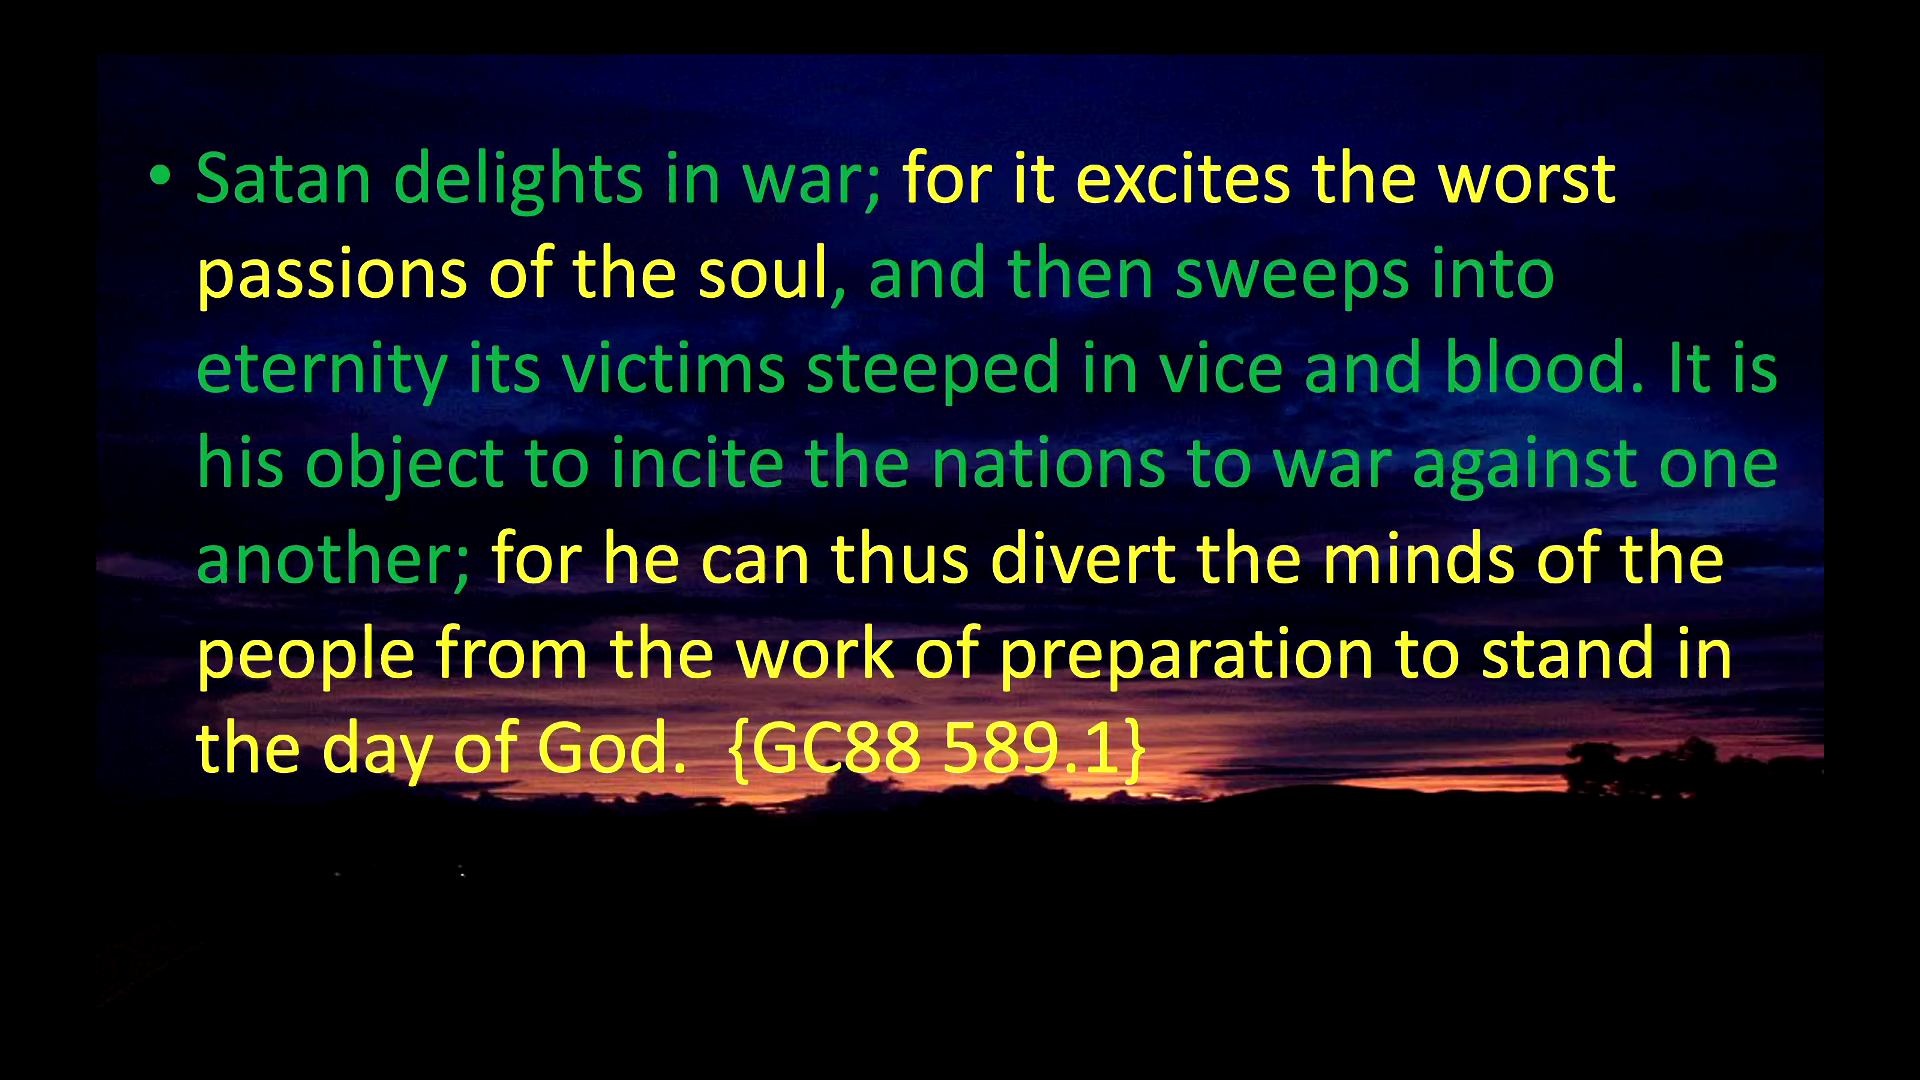 • Satan delights in war; for it excites the worst
passions of the soul, and then sweeps into
eternity its victims steeped in vice and blood. It is
his object to incite the nations to war against one
another; for he can thus divert the minds of the
people from the work of preparation to stand in
the day of God.  {GC88 589.1}